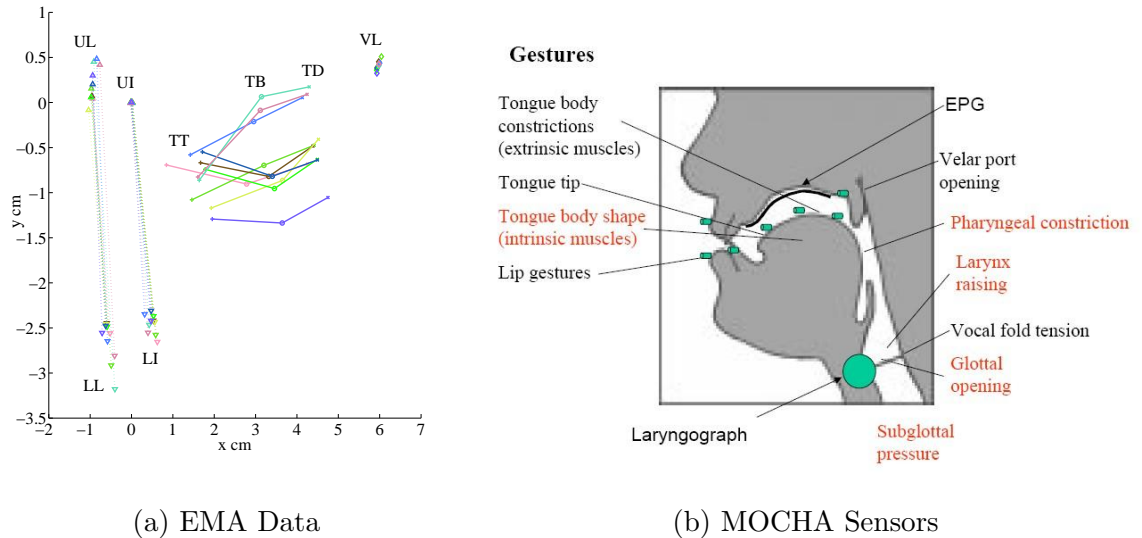 1
0.5
0
−0.5
−1
−1.5
−2
−2.5
−3
−3.5
y cm
−2
−1
0
1
2
3
4
5
6
7
x cm
UL
UI
TT
TB
TD
VL
LL
LI
(a) EMA Data
Gestures
Tongue body
constrictions
(extrinsic muscles)
Tongue tip
Tongue body shape
(intrinsic muscles)
Lip gestures
EPG
Velar port
opening
Pharyngeal constriction
Larynx
raising
Vocal fold tension
Glottal
opening
Laryngograph
Subglottal
pressure
(b) MOCHA Sensors